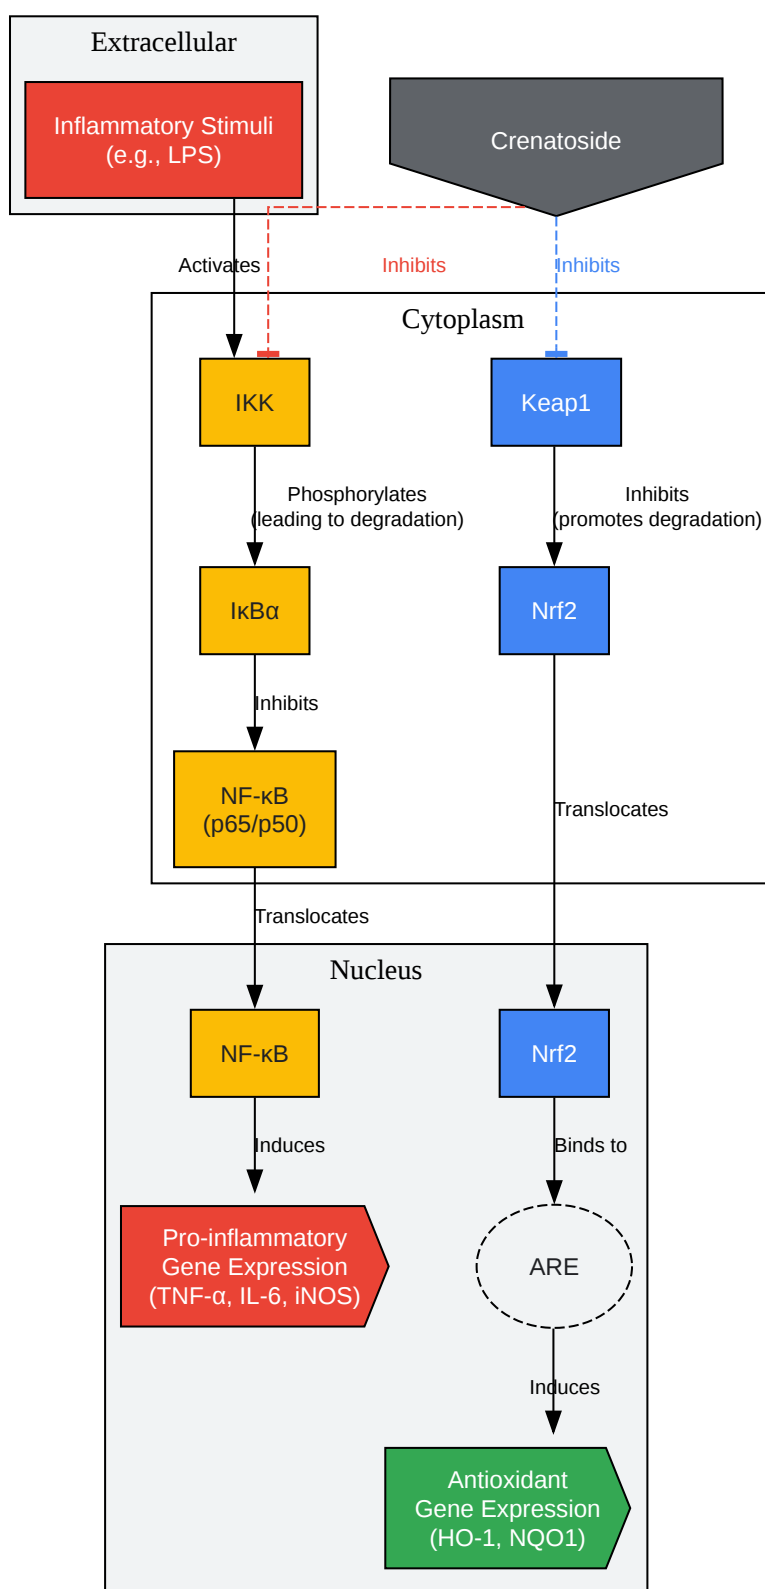 Extracellular
Inflammatory Stimuli
(e.g., LPS)
Crenatoside
Activates
Inhibits
Inhibits
Cytoplasm
IKK
Keap1
Phosphorylates
(leading to degradation)
Inhibits
(promotes degradation)
IκBα
Nrf2
Inhibits
NF-κB
(p65/p50)
Translocates
Translocates
Nucleus
NF-κB
Nrf2
Induces
Binds to
Pro-inflammatory
Gene Expression
(TNF-α, IL-6, iNOS)
ARE
Induces
Antioxidant
Gene Expression
(HO-1, NQO1)